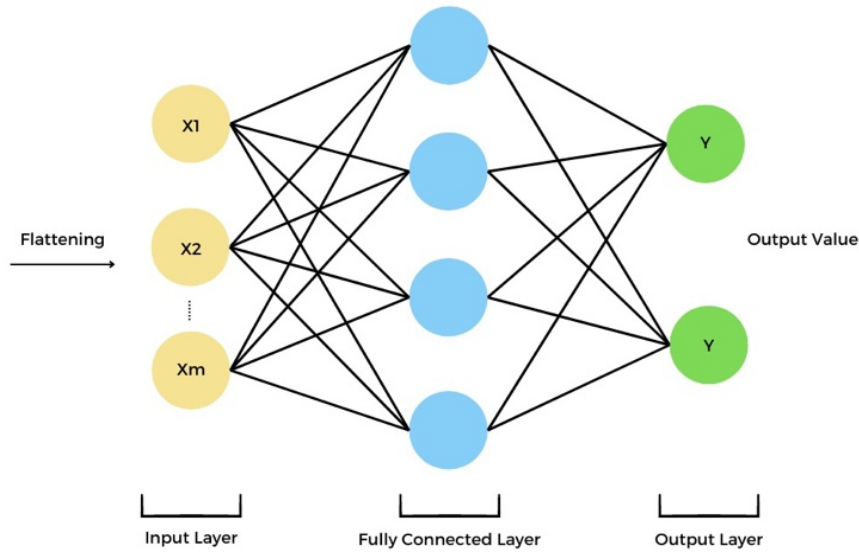 X1
Y
Flattening
X2
Output Value
Xm
Y
Input Layer
Fully Connected Layer
Output Layer